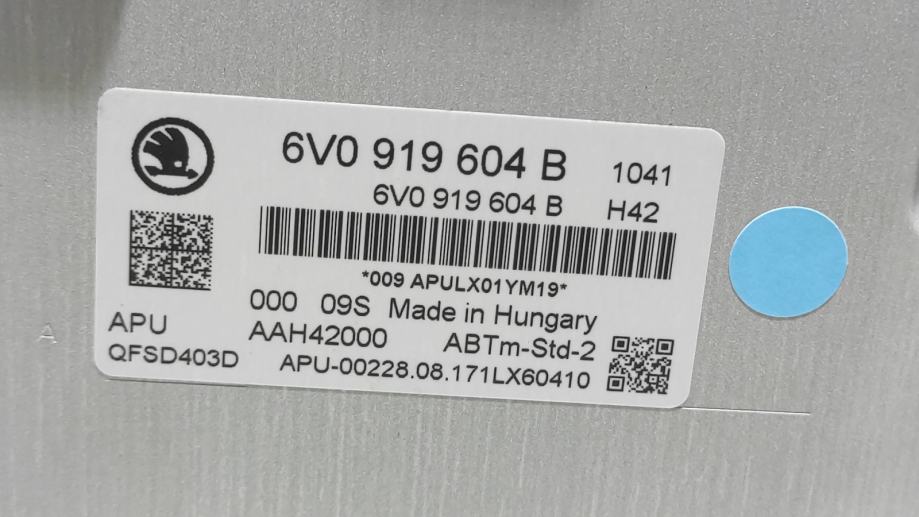 6V0 919 604 B 1041
6V0 919 604 B H42
*009 APULX01YM19*
000 09S Made in Hungary
APU AAH42000 ABTm-Std-2
QFSD403D APU-00228.08.171LX60410
A